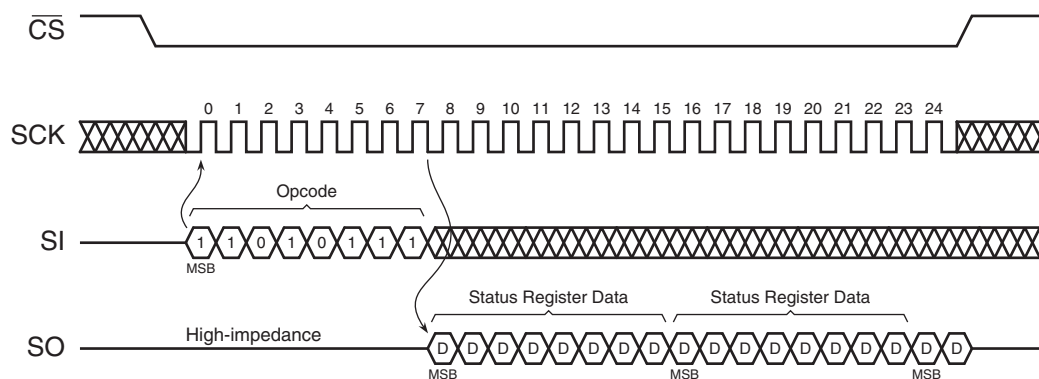 CS
0 1 2 3 4 5 6 7 8 9 10 11 12 13 14 15 16 17 18 19 20 21 22 23 24
SCK
Opcode
SI
1 1 0 1 0 1 1 1
MSB
Status Register Data Status Register Data
High-impedance
SO
D D D D D D D D D D D D D D D D D D
MSB MSB MSB